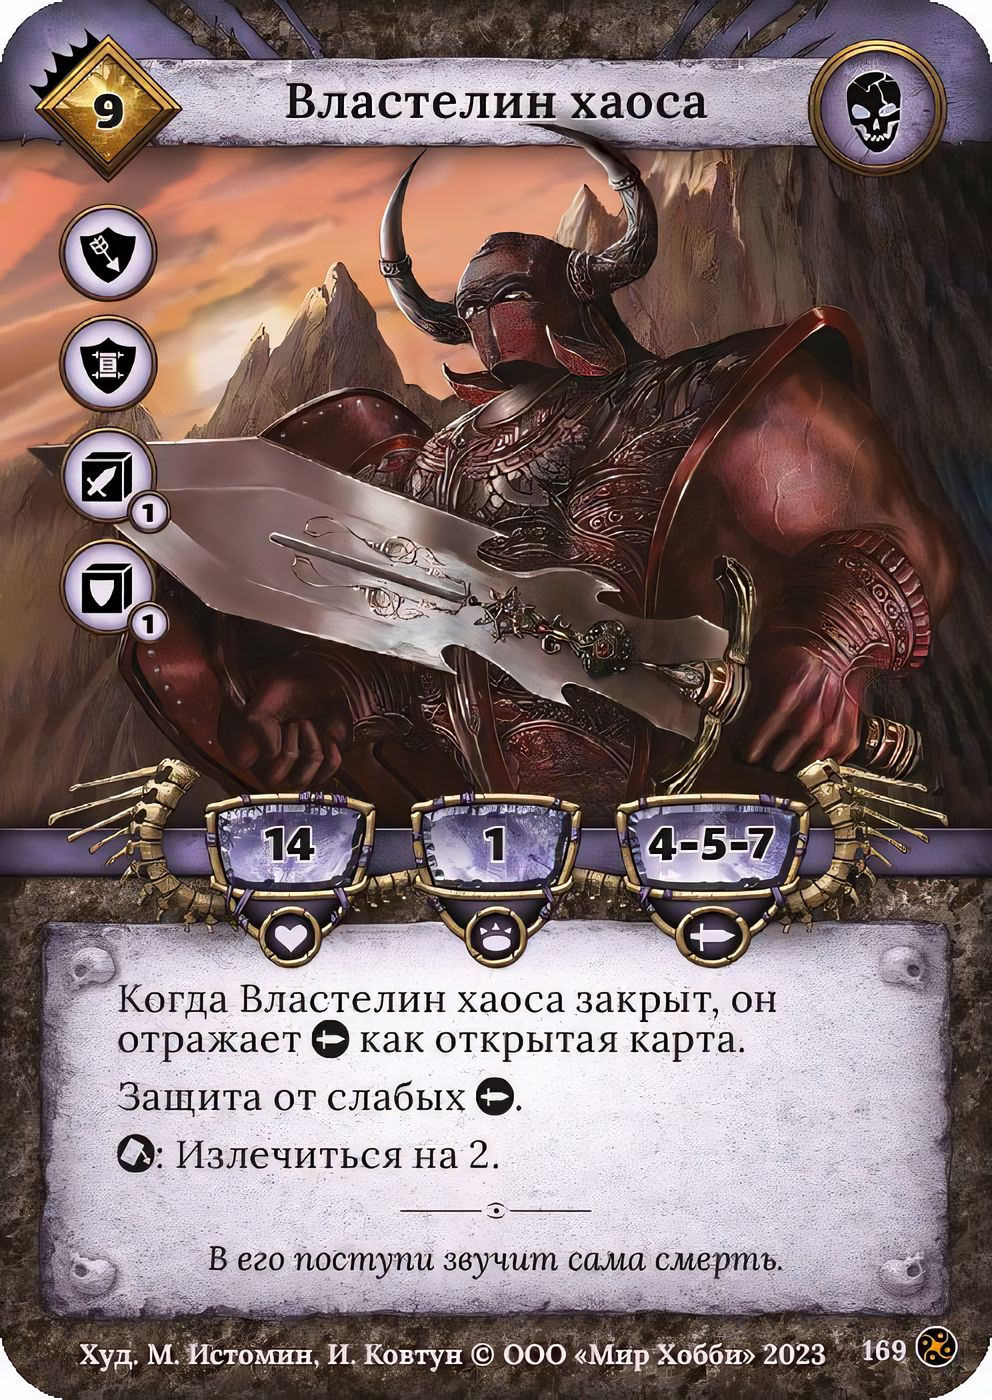 9
Властелин хаоса
1
1
14
1
4-5-7
Когда Властелин хаоса закрыт, он
отражает как открытая карта.
Защита от слабых .
: Излечиться на 2.
В его поступи звучит сама смерть.
Худ. М. Истомин, И. Ковтун © ООО «Мир Хобби» 2023
169